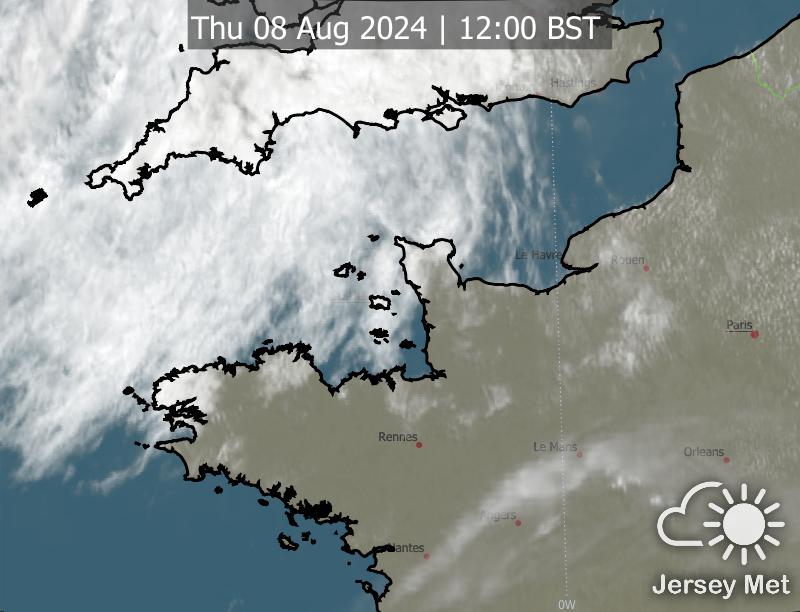 Thu 08 Aug 2024 | 12:00 BST
Hastings
Le Havre
Rouen
Paris
Rennes
Le Mans
Orleans
Angers
Nantes
Jersey Met
0W